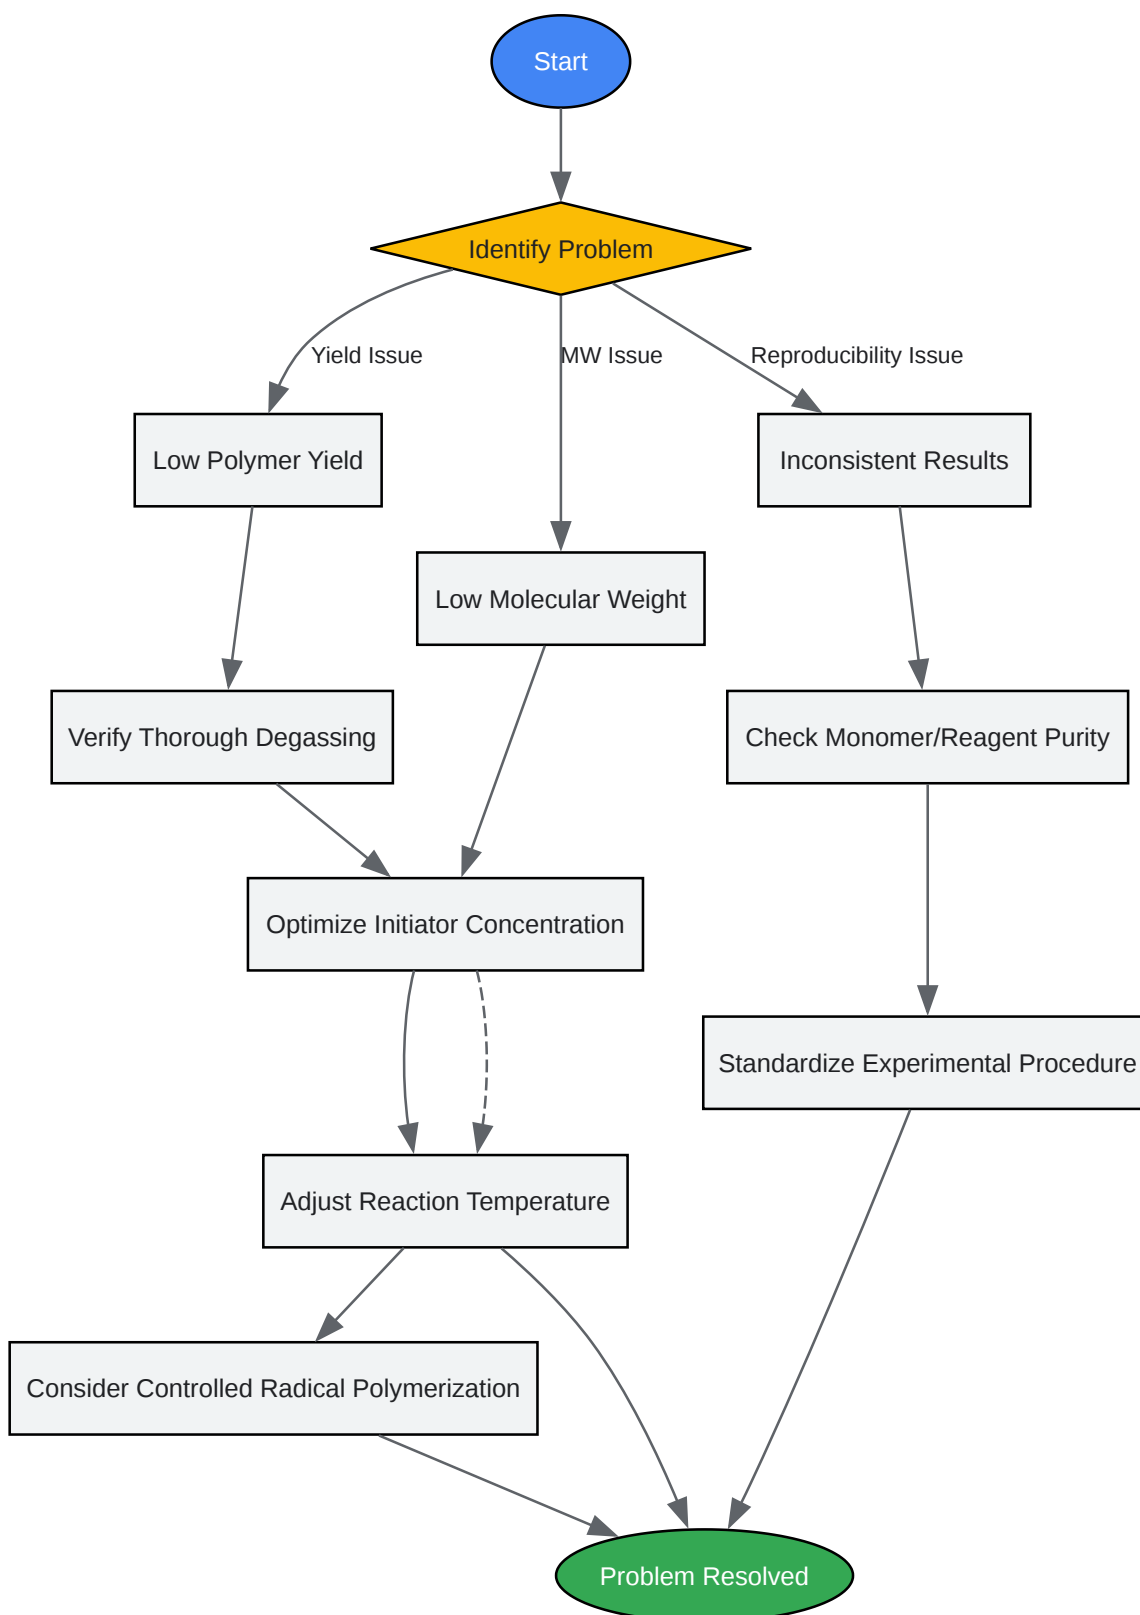 Start
Identify Problem
Yield Issue
MW Issue
Reproducibility Issue
Low Polymer Yield
Inconsistent Results
Low Molecular Weight
Verify Thorough Degassing
Check Monomer/Reagent Purity
Optimize Initiator Concentration
Standardize Experimental Procedure
Adjust Reaction Temperature
Consider Controlled Radical Polymerization
Problem Resolved